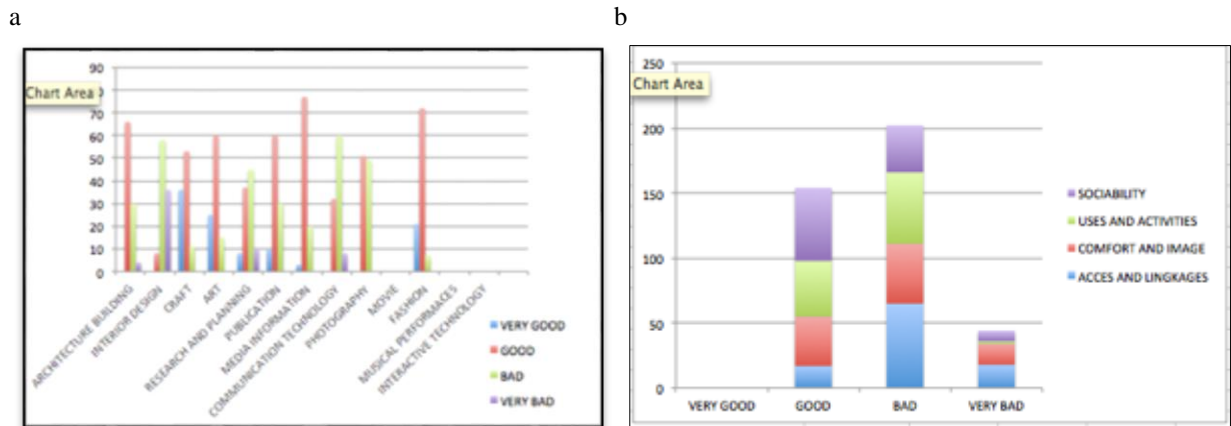 a
b
90
Chart Area
70
60
50
40
30
20
10
0
ARCHITECTURE BUILDING
INTERIOR DESIGN
CRAFT
ART
RESEARCH AND PLANNING
PUBLICATION
MEDIA INFORMATION
COMMUNICATION TECHNOLOGY
PHOTOGRAPHY
MOVIE
FASHION
MUSICAL PERFORMACES
INTERACTIVE TECHNOLOGY
VERY GOOD
GOOD
BAD
VERY BAD
250
Chart Area
200
150
100
50
0
VERY GOOD
GOOD
BAD
VERY BAD
SOCIABILITY
USES AND ACTIVITIES
COMFORT AND IMAGE
ACCES AND LINGKAGES